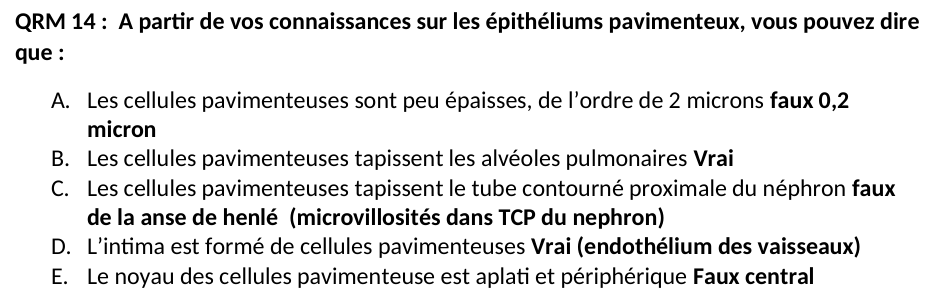 QRM 14 :  A partir de vos connaissances sur les épithéliums pavimenteux, vous pouvez dire
que :
A. Les cellules pavimenteuses sont peu épaisses, de l’ordre de 2 microns faux 0,2
micron
B. Les cellules pavimenteuses tapissent les alvéoles pulmonaires Vrai
C. Les cellules pavimenteuses tapissent le tube contourné proximale du néphron faux
de la anse de henlé  (microvillosités dans TCP du nephron)
D. L’intima est formé de cellules pavimenteuses Vrai (endothélium des vaisseaux)
E. Le noyau des cellules pavimenteuse est aplati et périphérique Faux central